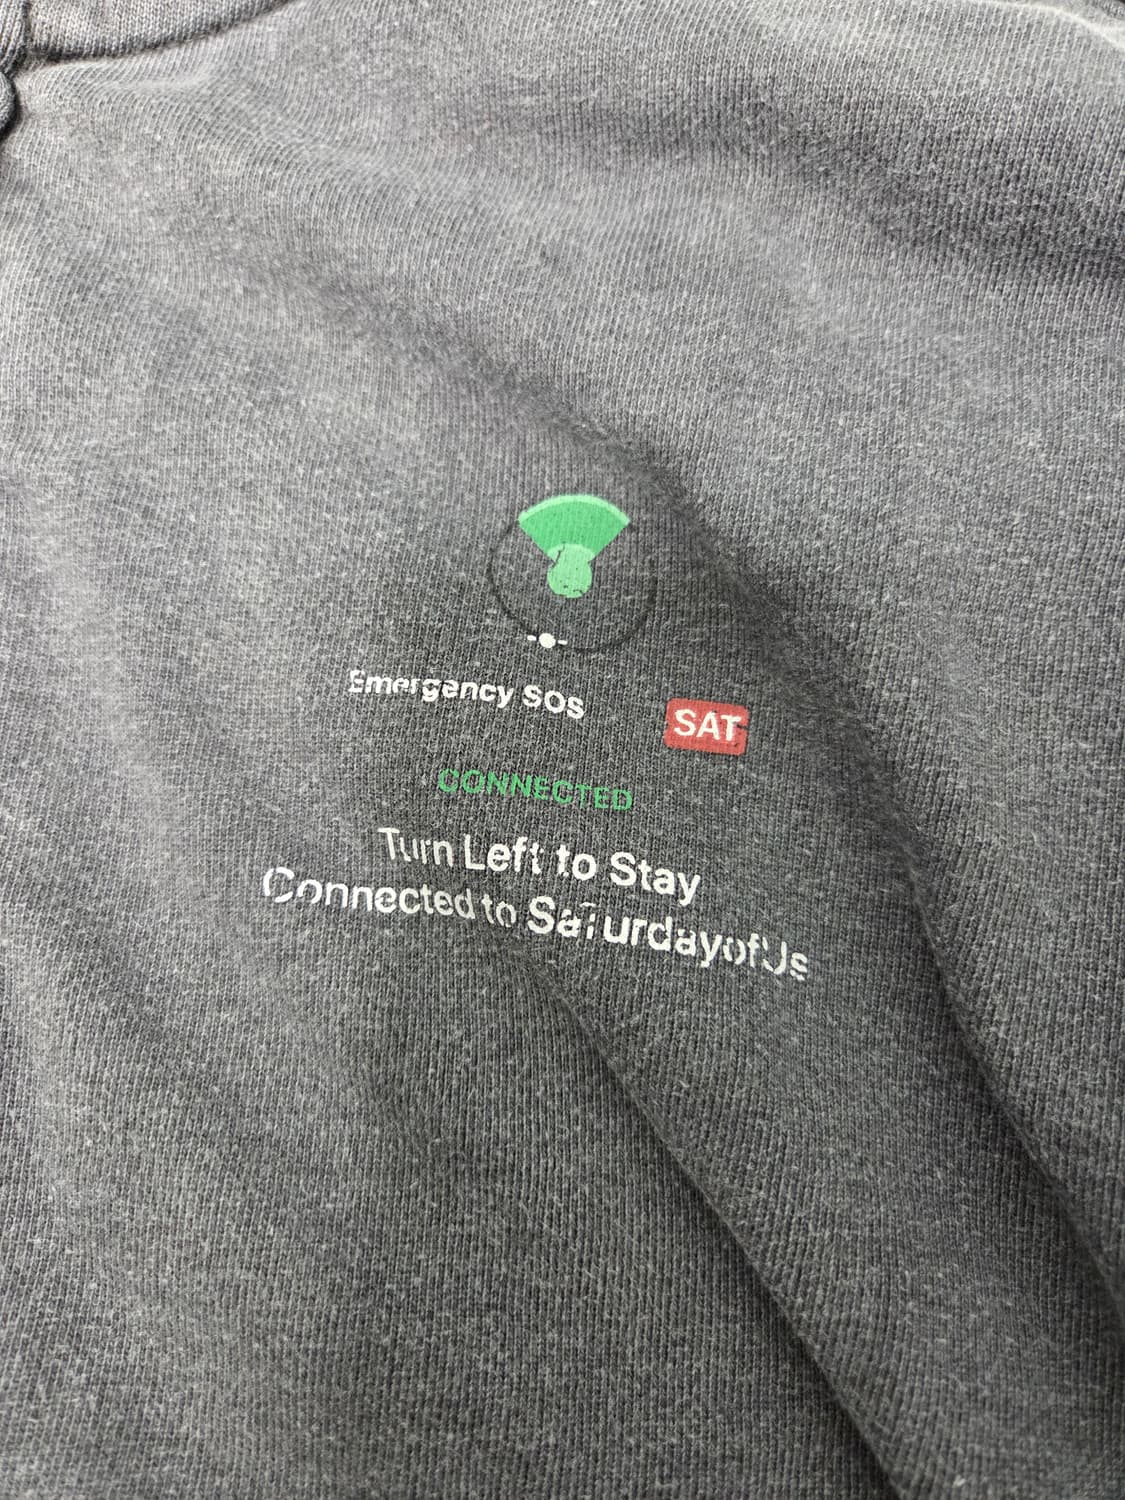 Emergency SOS
SAT
CONNECTED
Turn Left to Stay
Connected to SaturdayofUs